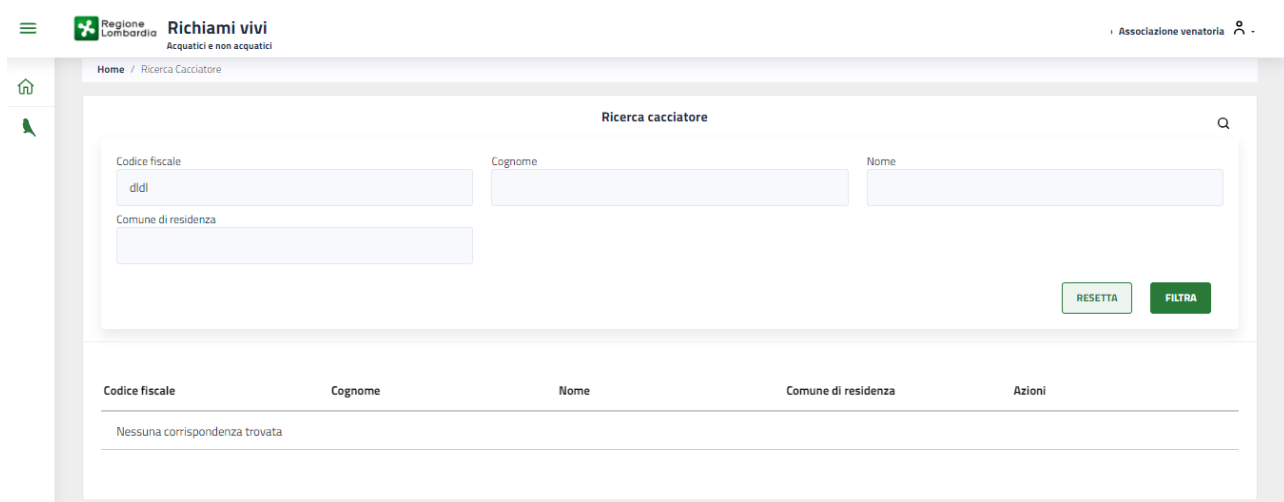 Regione
Lombardia
Richiami vivi
Acquatici e non acquatici
Associazione venatoria
Home / Ricerca Cacciatore
Ricerca cacciatore
Codice fiscale Cognome Nome
dldl
Comune di residenza
RESETTA FILTRA
Codice fiscale Cognome Nome Comune di residenza Azioni
Nessuna corrispondenza trovata